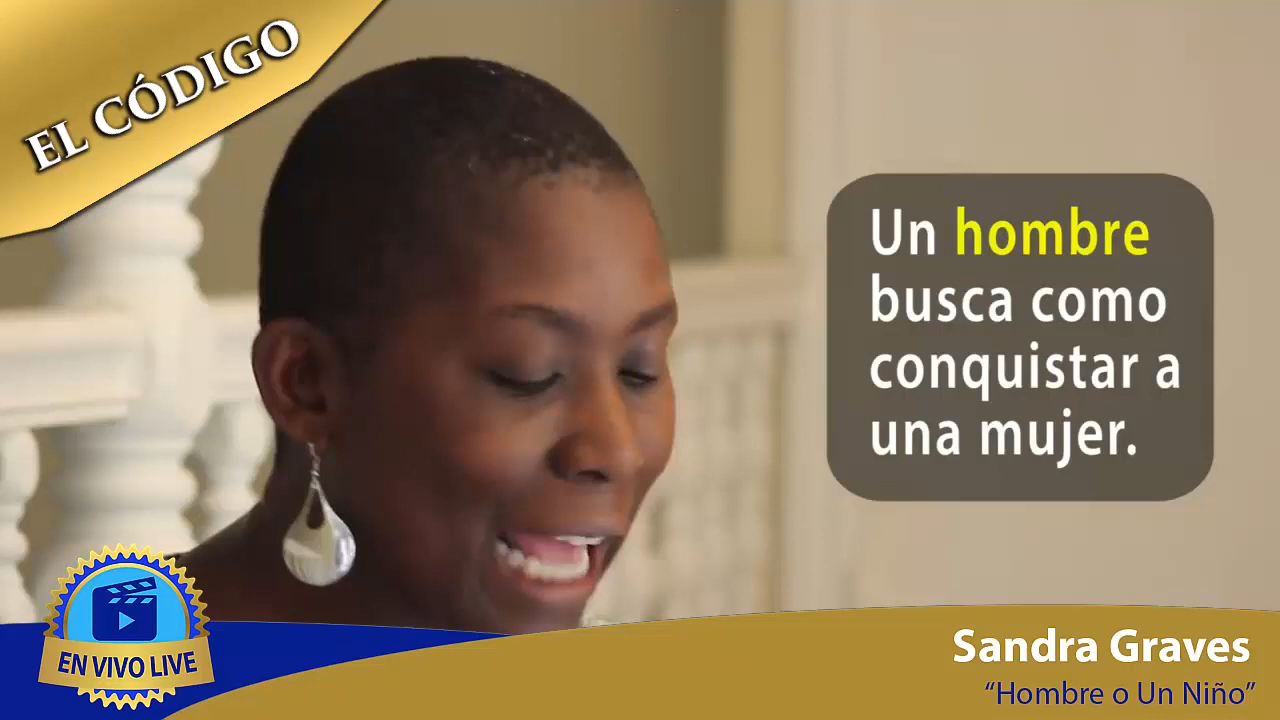 EL CÓDIGO
Un hombre
busca como
conquistar a
una mujer.
EN VIVO LIVE
Sandra Graves
“Hombre o Un Niño”